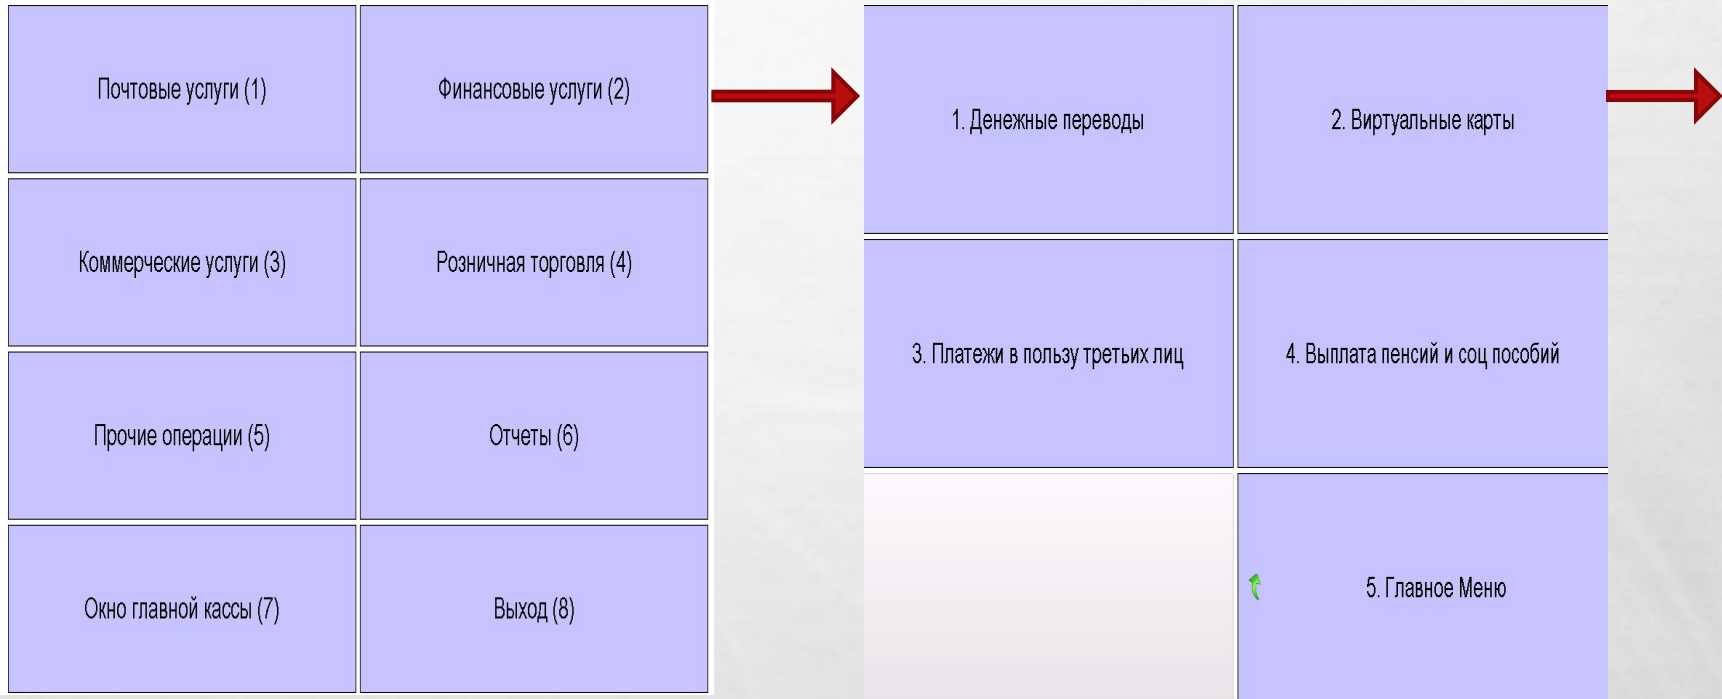 Почтовые услуги (1)
Финансовые услуги (2)
Коммерческие услуги (3)
Розничная торговля (4)
Прочие операции (5)
Отчеты (6)
Окно главной кассы (7)
Выход (8)
1. Денежные переводы
2. Виртуальные карты
3. Платежи в пользу третьих лиц
4. Выплата пенсий и соц пособий
5. Главное Меню